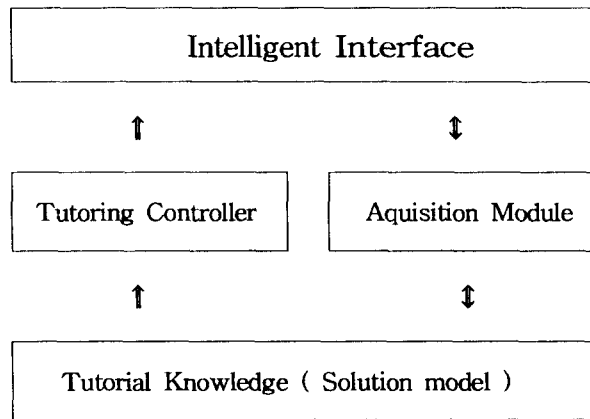 Intelligent Interface
⇑ ⇕
Tutoring Controller Aquisition Module
⇑ ⇕
Tutorial Knowledge ( Solution model )